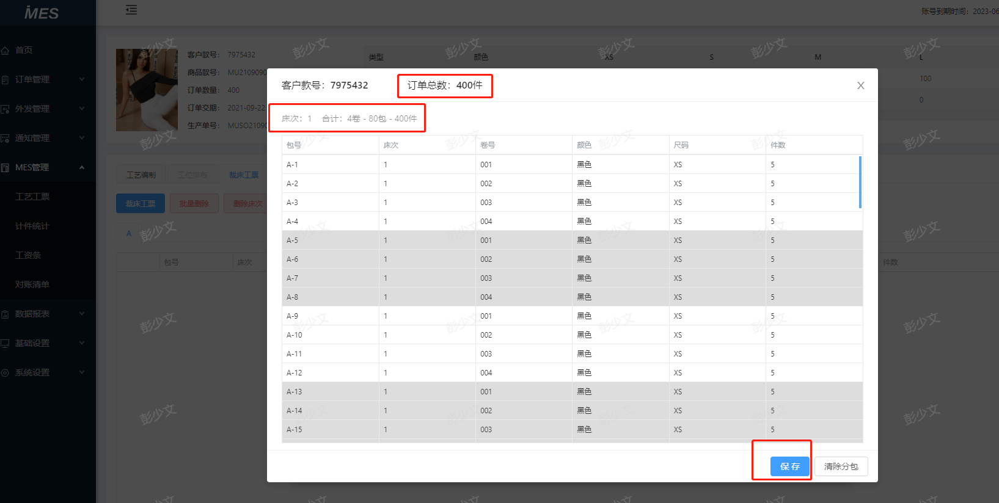 iMES
账号到期时间：2023-06
首页
订单管理
外发管理
通知管理
MES管理
工艺工票
计件统计
工资条
对账清单
数据报表
基础设置
系统设置
客户款号： 7975432
商品款号： MU2109090
订单数量： 400
订单交期： 2021-09-22
生产单号： MUSO21090
类型 颜色 XS S M L
100
0
工艺编制 工位排布 裁床工票
裁床工票 批量删除 删除床次
A
包号 床次 件数
客户款号：7975432 订单总数：400件 X
床次：1 合计：4卷 - 80包 - 400件
包号 床次 卷号 颜色 尺码 件数
A-1 1 001 黑色 XS 5
A-2 1 002 黑色 XS 5
A-3 1 003 黑色 XS 5
A-4 1 004 黑色 XS 5
A-5 1 001 黑色 XS 5
A-6 1 002 黑色 XS 5
A-7 1 003 黑色 XS 5
A-8 1 004 黑色 XS 5
A-9 1 001 黑色 XS 5
A-10 1 002 黑色 XS 5
A-11 1 003 黑色 XS 5
A-12 1 004 黑色 XS 5
A-13 1 001 黑色 XS 5
A-14 1 002 黑色 XS 5
A-15 1 003 黑色 XS 5
保存 清除分包
彭少文